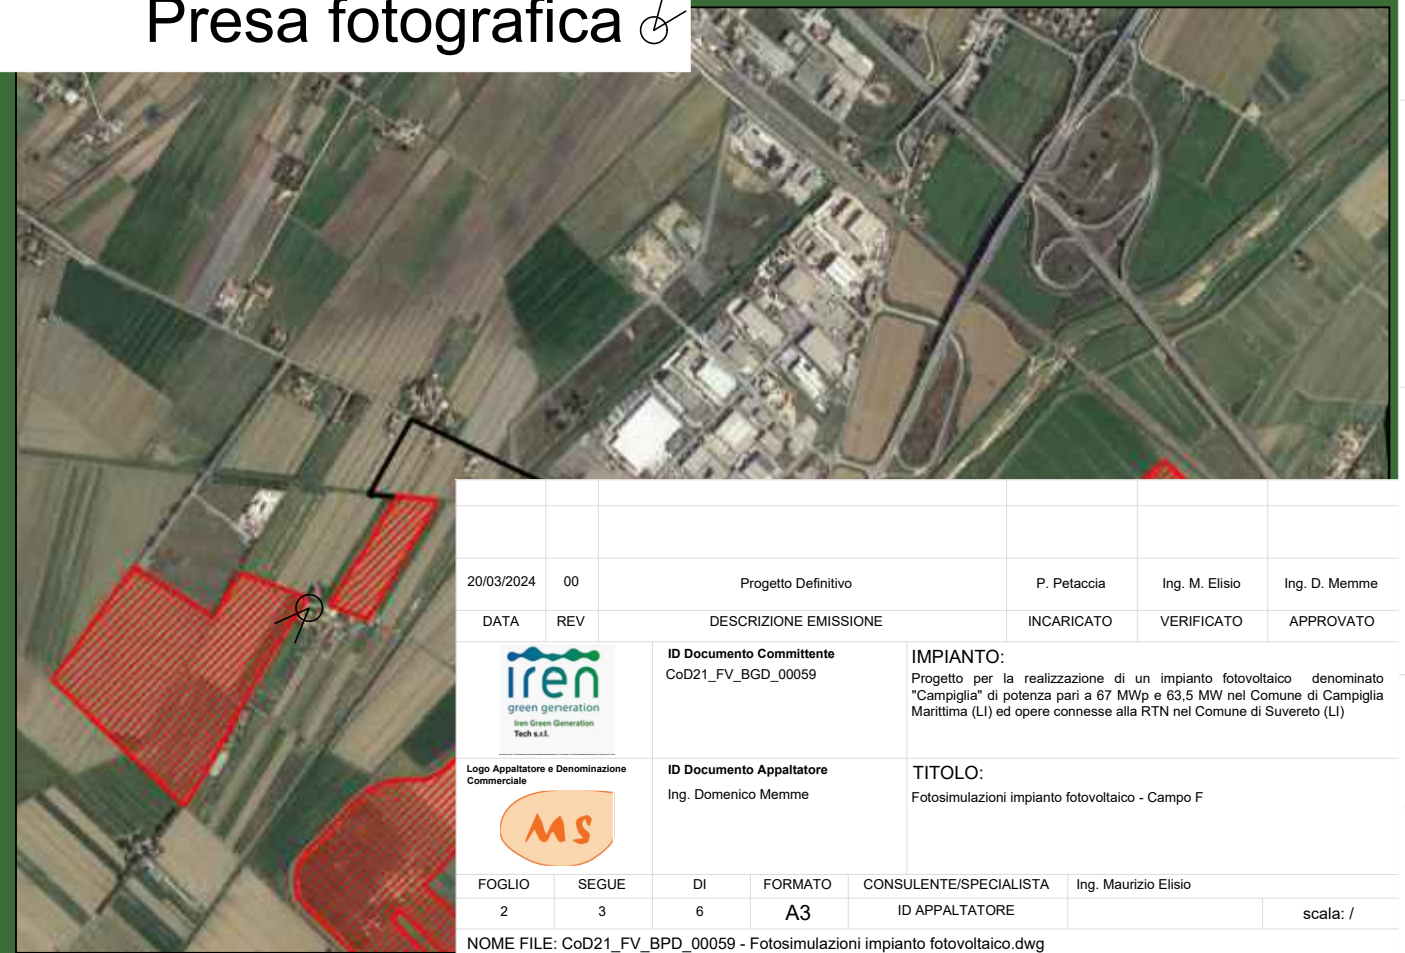 Presa fotografica
20/03/2024 00 Progetto Definitivo P. Petaccia Ing. M. Elisio Ing. D. Memme
DATA REV DESCRIZIONE EMISSIONE INCARICATO VERIFICATO APPROVATO
iren
green generation
Iren Green Generation
Tech s.r.l.
ID Documento Committente
CoD21_FV_BGD_00059
IMPIANTO:
Progetto per la realizzazione di un impianto fotovoltaico denominato
"Campiglia" di potenza pari a 67 MWp e 63,5 MW nel Comune di Campiglia
Marittima (LI) ed opere connesse alla RTN nel Comune di Suvereto (LI)
Logo Appaltatore e Denominazione
Commerciale
MS
ID Documento Appaltatore
Ing. Domenico Memme
TITOLO:
Fotosimulazioni impianto fotovoltaico - Campo F
FOGLIO SEGUE DI FORMATO CONSULENTE/SPECIALISTA Ing. Maurizio Elisio
2 3 6 A3 ID APPALTATORE scala: /
NOME FILE: CoD21_FV_BPD_00059 - Fotosimulazioni impianto fotovoltaico.dwg